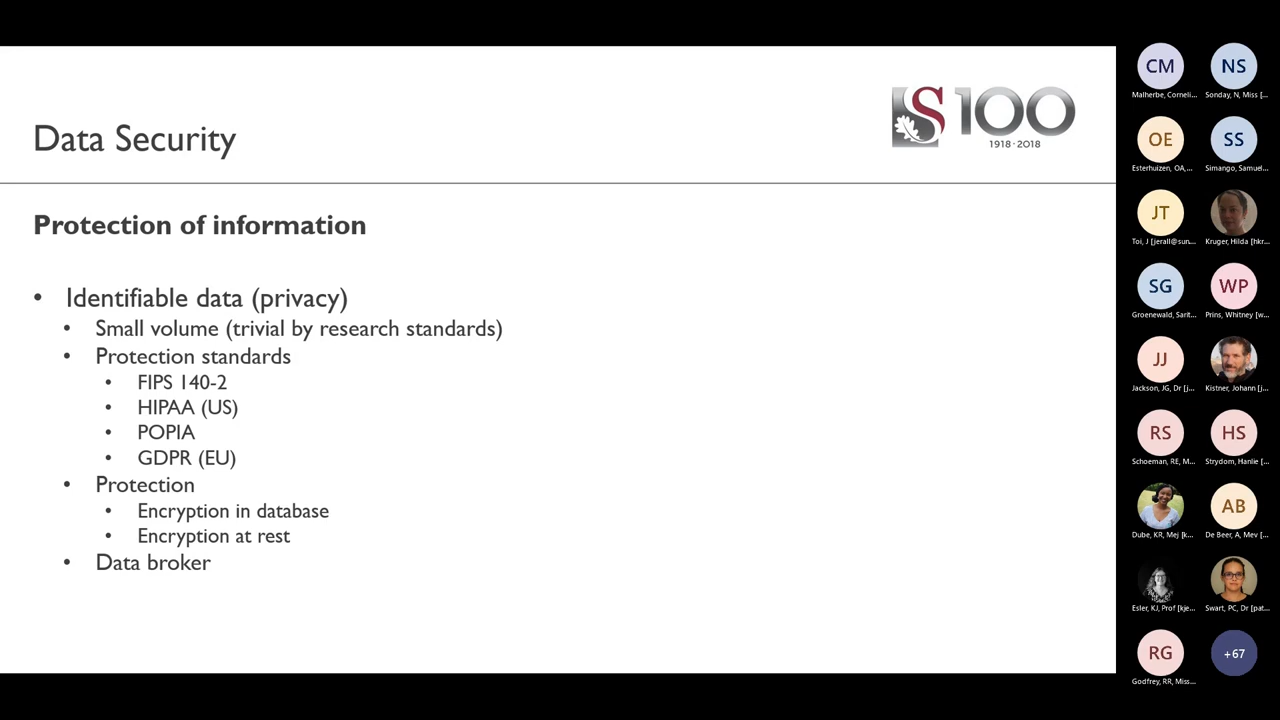 Data Security
S 100
1918 · 2018
Protection of information
• Identifiable data (privacy)
• Small volume (trivial by research standards)
• Protection standards
• FIPS 140-2
• HIPAA (US)
• POPIA
• GDPR (EU)
• Protection
• Encryption in database
• Encryption at rest
• Data broker
CM
NS
Malherbe, Corneli...
Sonday, N, Miss [...
OE
SS
Esterhuizen, OA,...
Simango, Samuel...
JT
Toi, J [jerall@sun...
Kruger, Hilda [hkr...
SG
WP
Groenewald, Sarit...
Prins, Whitney [w...
JJ
Jackson, JG, Dr [j...
Kistner, Johann [j...
RS
HS
Schoeman, RE, M...
Strydom, Hanlie [...
AB
Dube, KR, Mej [k...
De Beer, A, Mev [...
Esler, KJ, Prof [kje...
Swart, PC, Dr [pat...
RG
+67
Godfrey, RR, Miss...